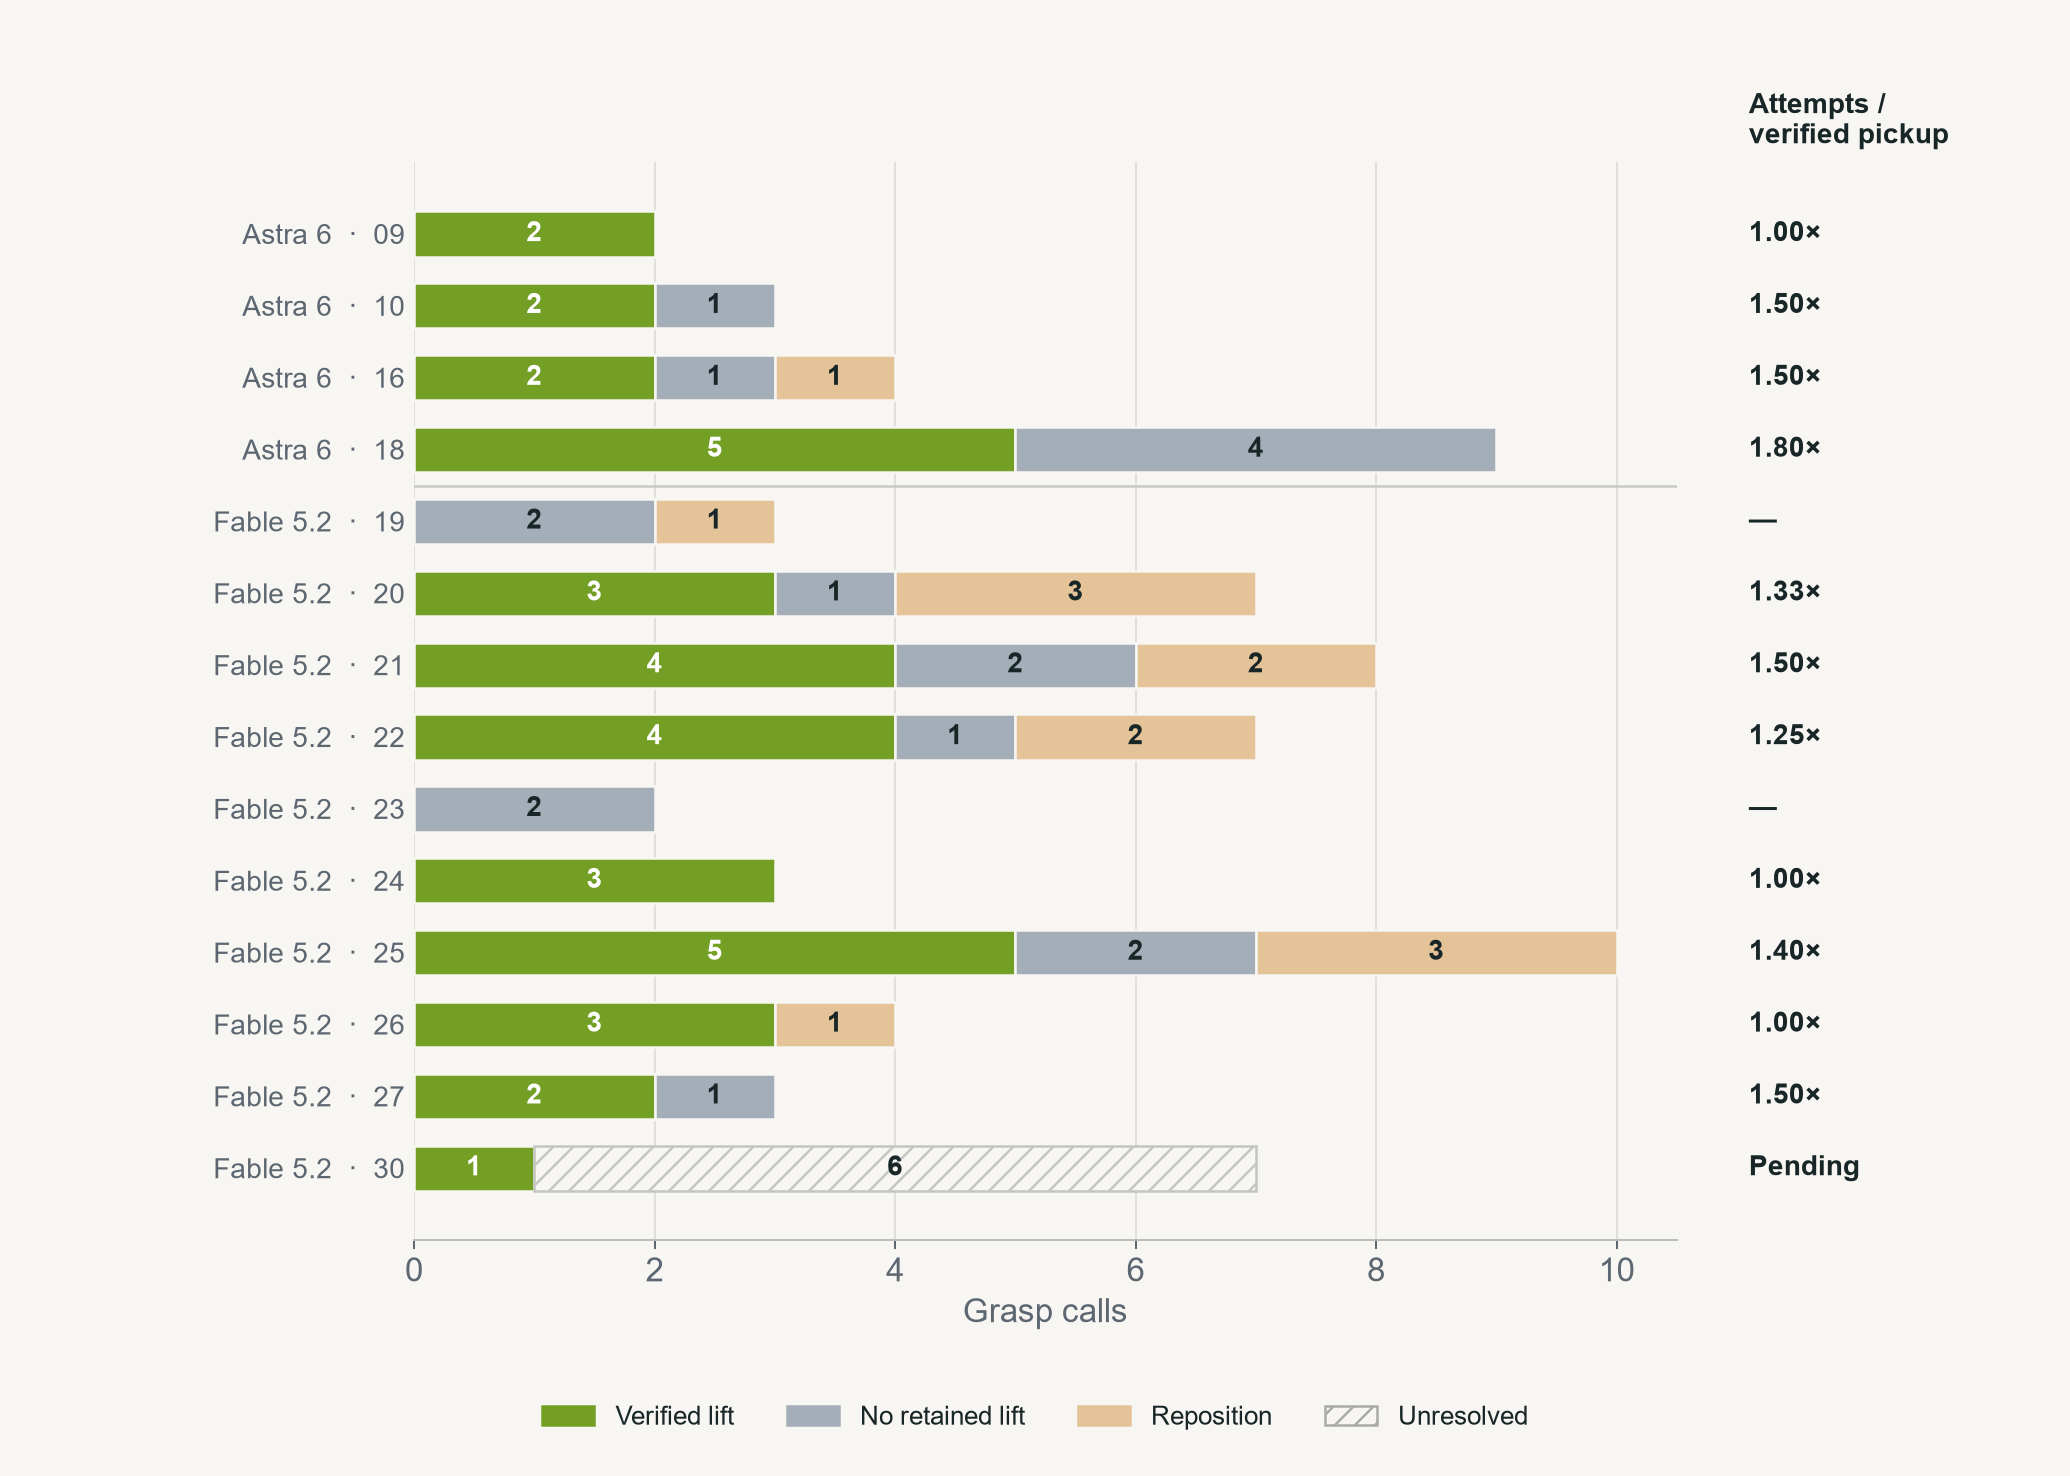 Attempts /
verified pickup
Astra 6 · 09 2 1.00×
Astra 6 · 10 2 1 1.50×
Astra 6 · 16 2 1 1 1.50×
Astra 6 · 18 5 4 1.80×
Fable 5.2 · 19 2 1 —
Fable 5.2 · 20 3 1 3 1.33×
Fable 5.2 · 21 4 2 2 1.50×
Fable 5.2 · 22 4 1 2 1.25×
Fable 5.2 · 23 2 —
Fable 5.2 · 24 3 1.00×
Fable 5.2 · 25 5 2 3 1.40×
Fable 5.2 · 26 3 1 1.00×
Fable 5.2 · 27 2 1 1.50×
Fable 5.2 · 30 1 6 Pending
0 2 4 6 8 10
Grasp calls
Verified lift No retained lift Reposition Unresolved